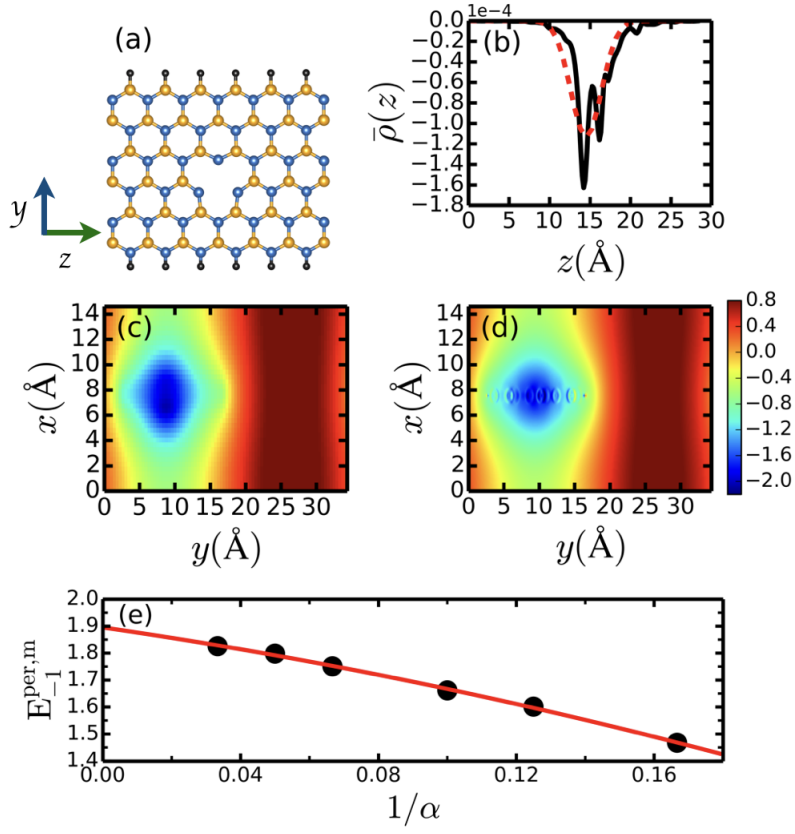 (a)
y
z
1e−4
(b)
0.0
−0.2
−0.4
−0.6
−0.8
−1.0
−1.2
−1.4
−1.6
−1.8
ρ̄(z)
0 5 10 15 20 25 30
z(Å)
(c)
14
12
10
8
6
4
2
0
x(Å)
0 5 10 15 20 25 30
y(Å)
(d)
14
12
10
8
6
4
2
0
x(Å)
0 5 10 15 20 25 30
y(Å)
0.8
0.4
0.0
−0.4
−0.8
−1.2
−1.6
−2.0
(e)
2.0
1.9
1.8
1.7
1.6
1.5
1.4
E₋₁ᵖᵉʳ,ᵐ
0.00 0.04 0.08 0.12 0.16
1/α